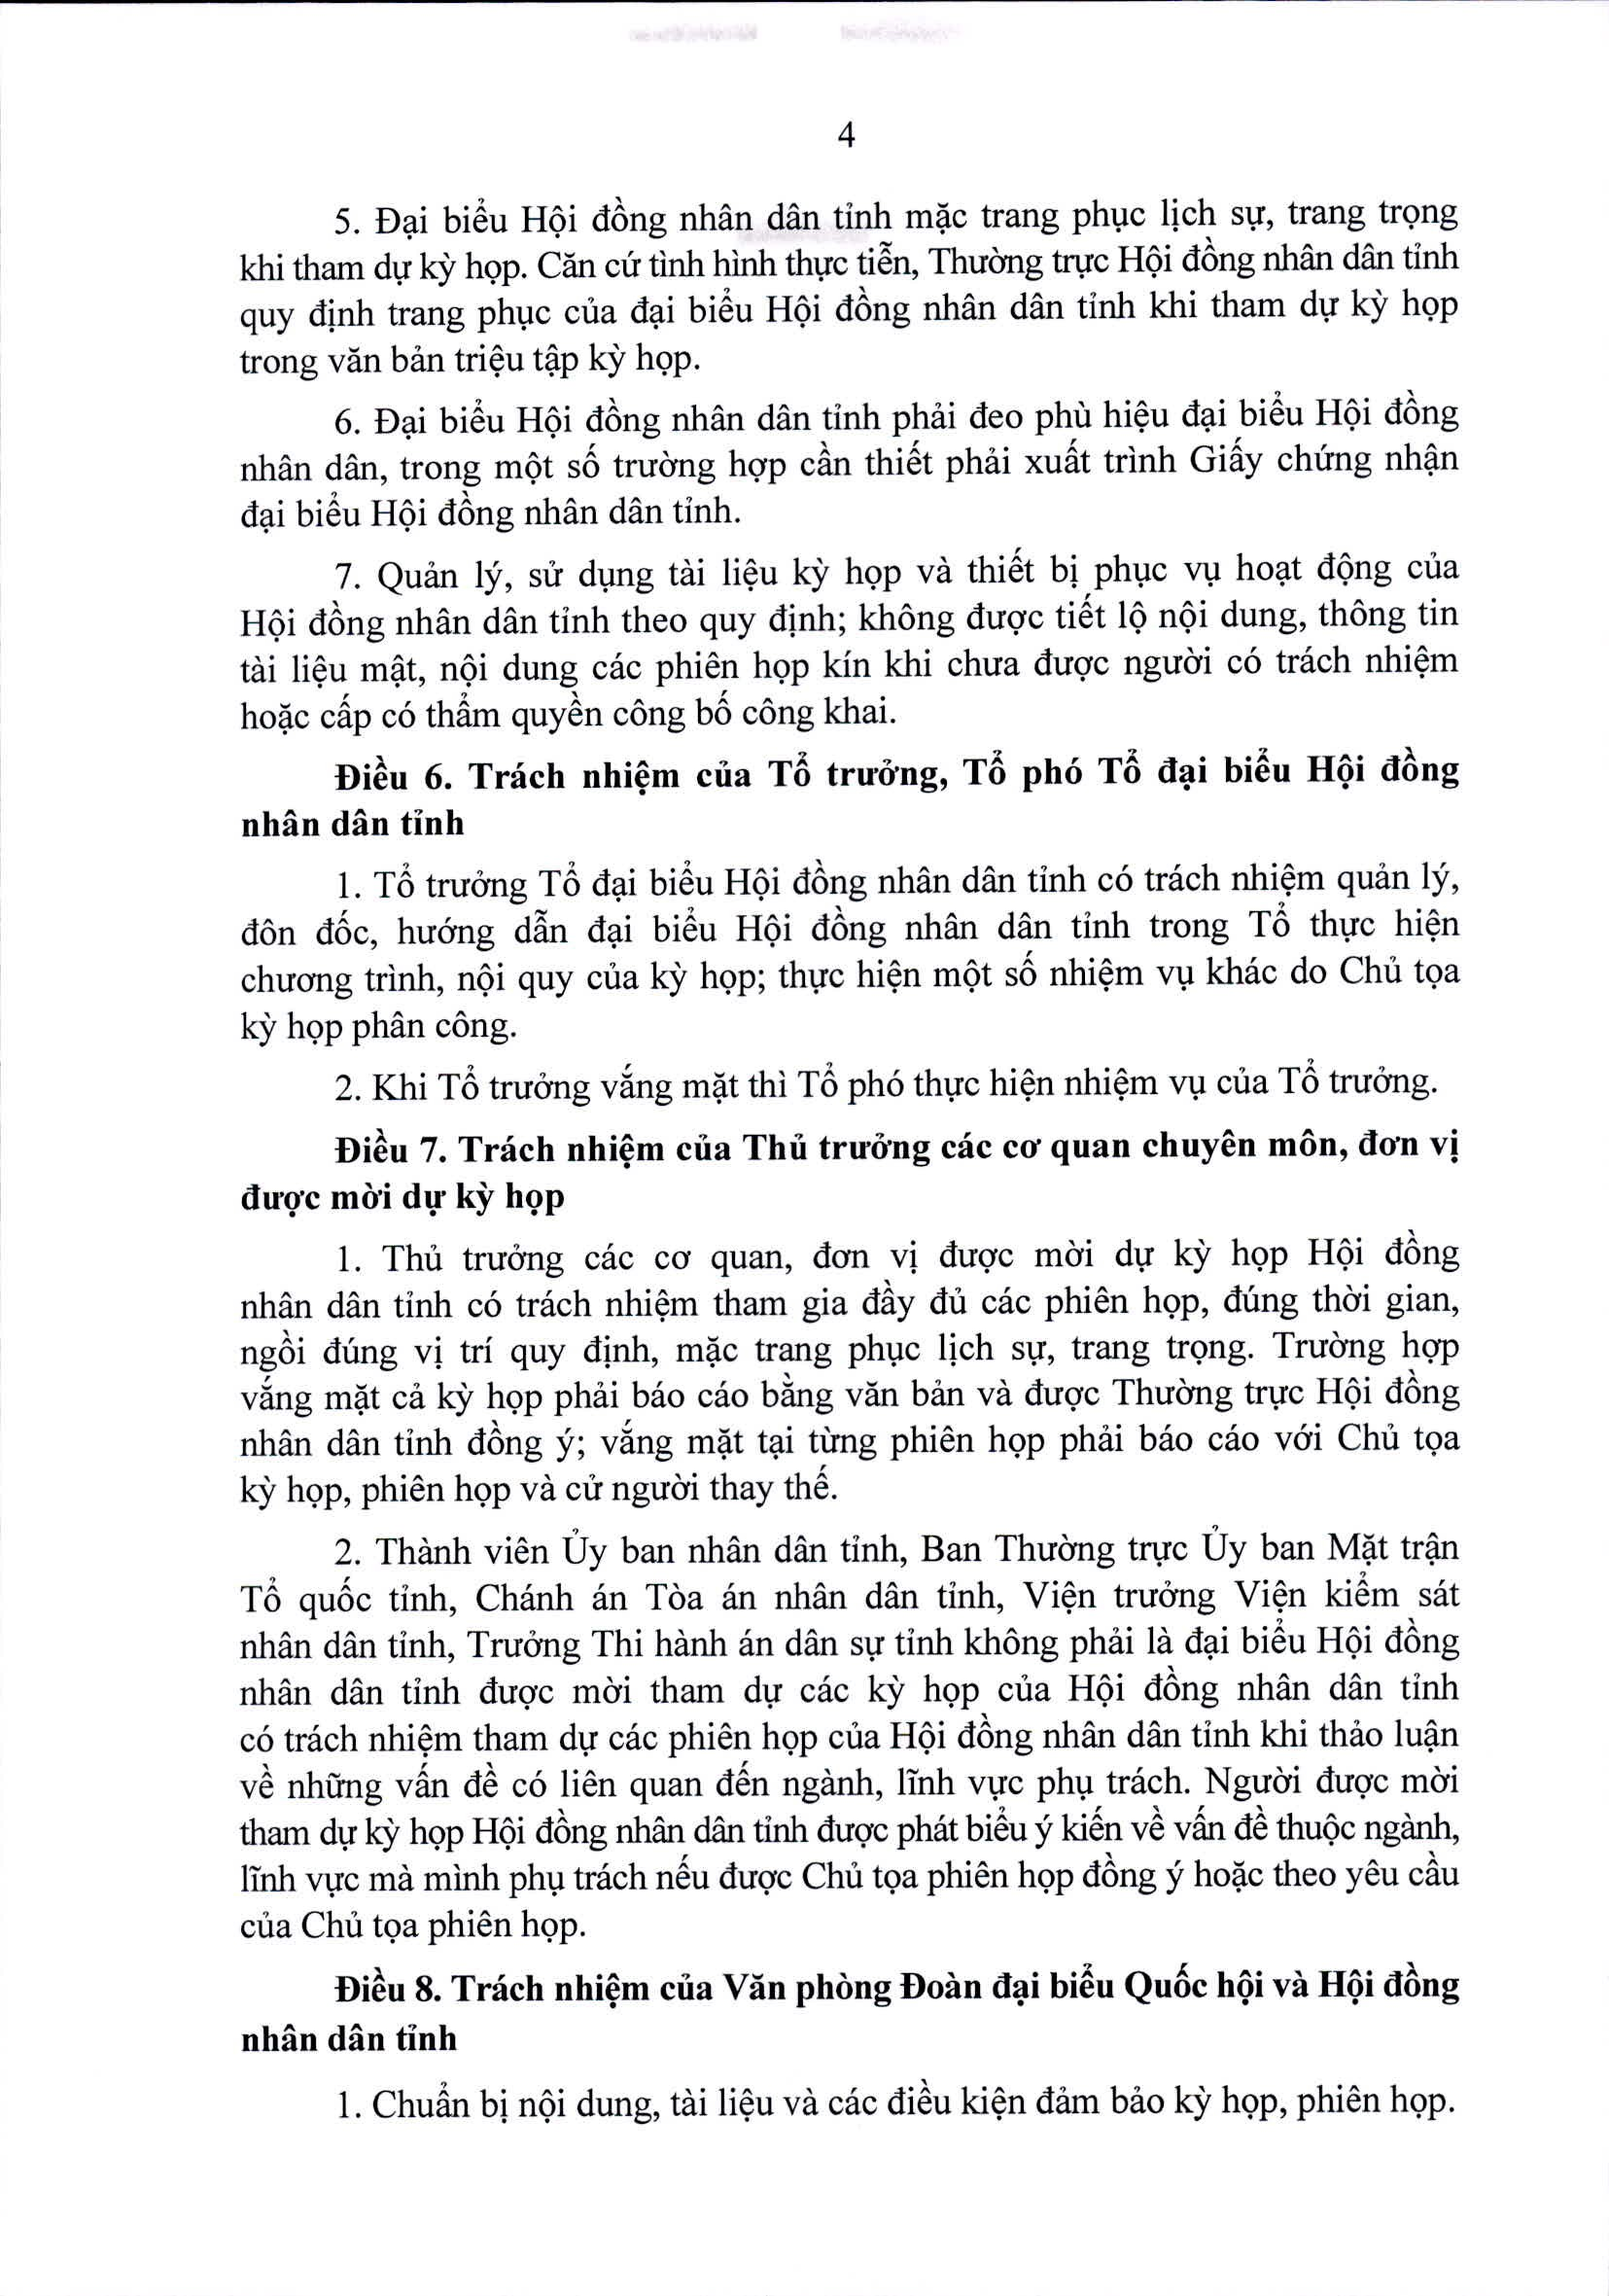 4
5. Đại biểu Hội đồng nhân dân tỉnh mặc trang phục lịch sự, trang trọng
khi tham dự kỳ họp. Căn cứ tình hình thực tiễn, Thường trực Hội đồng nhân dân tỉnh
quy định trang phục của đại biểu Hội đồng nhân dân tỉnh khi tham dự kỳ họp
trong văn bản triệu tập kỳ họp.
6. Đại biểu Hội đồng nhân dân tỉnh phải đeo phù hiệu đại biểu Hội đồng
nhân dân, trong một số trường hợp cần thiết phải xuất trình Giấy chứng nhận
đại biểu Hội đồng nhân dân tỉnh.
7. Quản lý, sử dụng tài liệu kỳ họp và thiết bị phục vụ hoạt động của
Hội đồng nhân dân tỉnh theo quy định; không được tiết lộ nội dung, thông tin
tài liệu mật, nội dung các phiên họp kín khi chưa được người có trách nhiệm
hoặc cấp có thẩm quyền công bố công khai.
Điều 6. Trách nhiệm của Tổ trưởng, Tổ phó Tổ đại biểu Hội đồng
nhân dân tỉnh
1. Tổ trưởng Tổ đại biểu Hội đồng nhân dân tỉnh có trách nhiệm quản lý,
đôn đốc, hướng dẫn đại biểu Hội đồng nhân dân tỉnh trong Tổ thực hiện
chương trình, nội quy của kỳ họp; thực hiện một số nhiệm vụ khác do Chủ tọa
kỳ họp phân công.
2. Khi Tổ trưởng vắng mặt thì Tổ phó thực hiện nhiệm vụ của Tổ trưởng.
Điều 7. Trách nhiệm của Thủ trưởng các cơ quan chuyên môn, đơn vị
được mời dự kỳ họp
1. Thủ trưởng các cơ quan, đơn vị được mời dự kỳ họp Hội đồng
nhân dân tỉnh có trách nhiệm tham gia đầy đủ các phiên họp, đúng thời gian,
ngồi đúng vị trí quy định, mặc trang phục lịch sự, trang trọng. Trường hợp
vắng mặt cả kỳ họp phải báo cáo bằng văn bản và được Thường trực Hội đồng
nhân dân tỉnh đồng ý; vắng mặt tại từng phiên họp phải báo cáo với Chủ tọa
kỳ họp, phiên họp và cử người thay thế.
2. Thành viên Ủy ban nhân dân tỉnh, Ban Thường trực Ủy ban Mặt trận
Tổ quốc tỉnh, Chánh án Tòa án nhân dân tỉnh, Viện trưởng Viện kiểm sát
nhân dân tỉnh, Trưởng Thi hành án dân sự tỉnh không phải là đại biểu Hội đồng
nhân dân tỉnh được mời tham dự các kỳ họp của Hội đồng nhân dân tỉnh
có trách nhiệm tham dự các phiên họp của Hội đồng nhân dân tỉnh khi thảo luận
về những vấn đề có liên quan đến ngành, lĩnh vực phụ trách. Người được mời
tham dự kỳ họp Hội đồng nhân dân tỉnh được phát biểu ý kiến về vấn đề thuộc ngành,
lĩnh vực mà mình phụ trách nếu được Chủ tọa phiên họp đồng ý hoặc theo yêu cầu
của Chủ tọa phiên họp.
Điều 8. Trách nhiệm của Văn phòng Đoàn đại biểu Quốc hội và Hội đồng
nhân dân tỉnh
1. Chuẩn bị nội dung, tài liệu và các điều kiện đảm bảo kỳ họp, phiên họp.